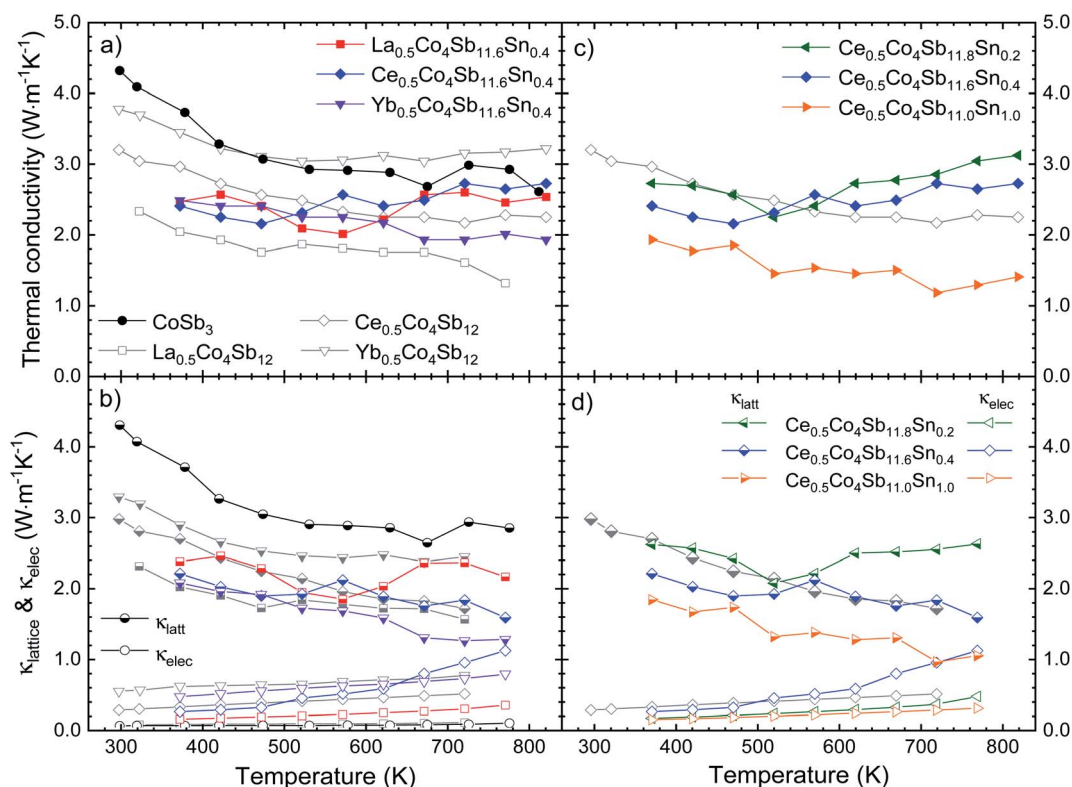 a)
La0.5Co4Sb11.6Sn0.4
Ce0.5Co4Sb11.6Sn0.4
Yb0.5Co4Sb11.6Sn0.4
CoSb3
Ce0.5Co4Sb12
La0.5Co4Sb12
Yb0.5Co4Sb12
Thermal conductivity (W·m-1K-1)
5.0
4.0
3.0
2.0
1.0
0.0
c)
Ce0.5Co4Sb11.8Sn0.2
Ce0.5Co4Sb11.6Sn0.4
Ce0.5Co4Sb11.0Sn1.0
5.0
4.0
3.0
2.0
1.0
0.0
b)
κlatt
κelec
κlattice & κelec (W·m-1K-1)
4.0
3.0
2.0
1.0
0.0
300 400 500 600 700 800
Temperature (K)
d)
κlatt κelec
Ce0.5Co4Sb11.8Sn0.2
Ce0.5Co4Sb11.6Sn0.4
Ce0.5Co4Sb11.0Sn1.0
4.0
3.0
2.0
1.0
0.0
300 400 500 600 700 800
Temperature (K)